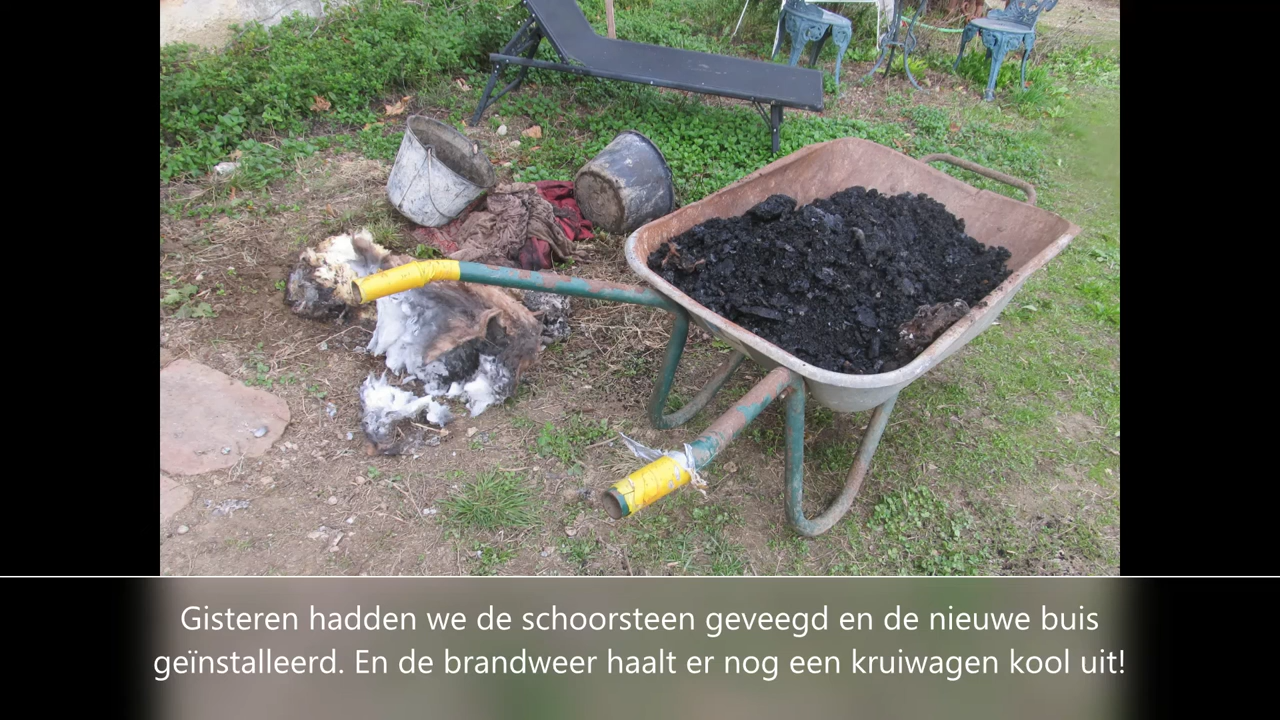 Gisteren hadden we de schoorsteen geveegd en de nieuwe buis
geïnstalleerd. En de brandweer haalt er nog een kruiwagen kool uit!